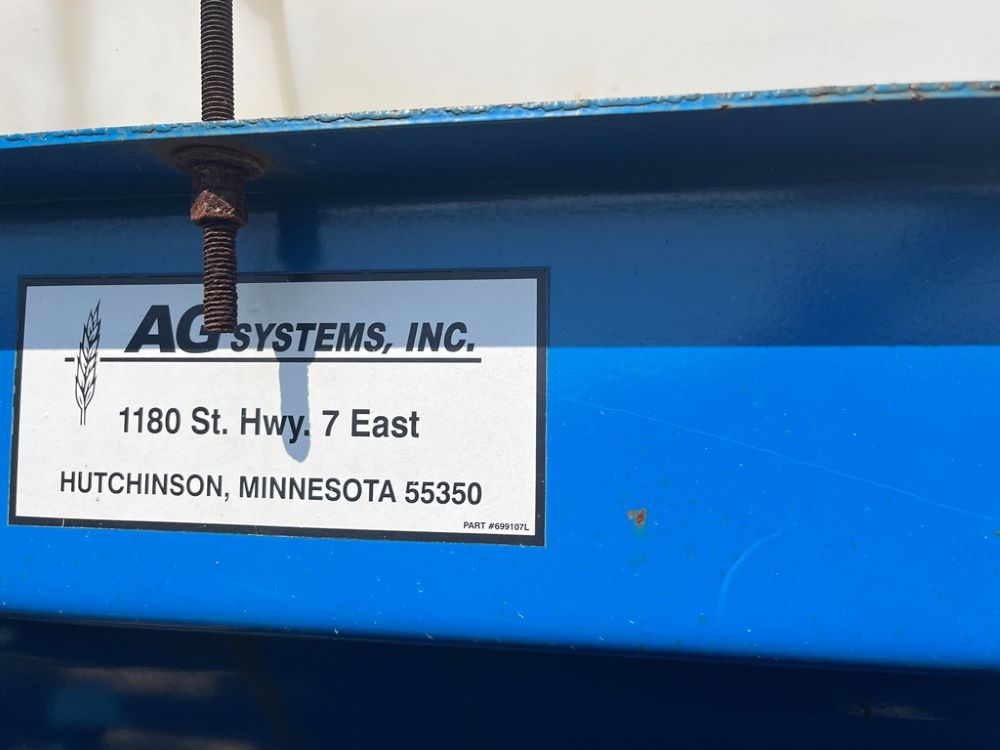 AG SYSTEMS, INC.
1180 St. Hwy. 7 East
HUTCHINSON, MINNESOTA 55350
PART #699107L